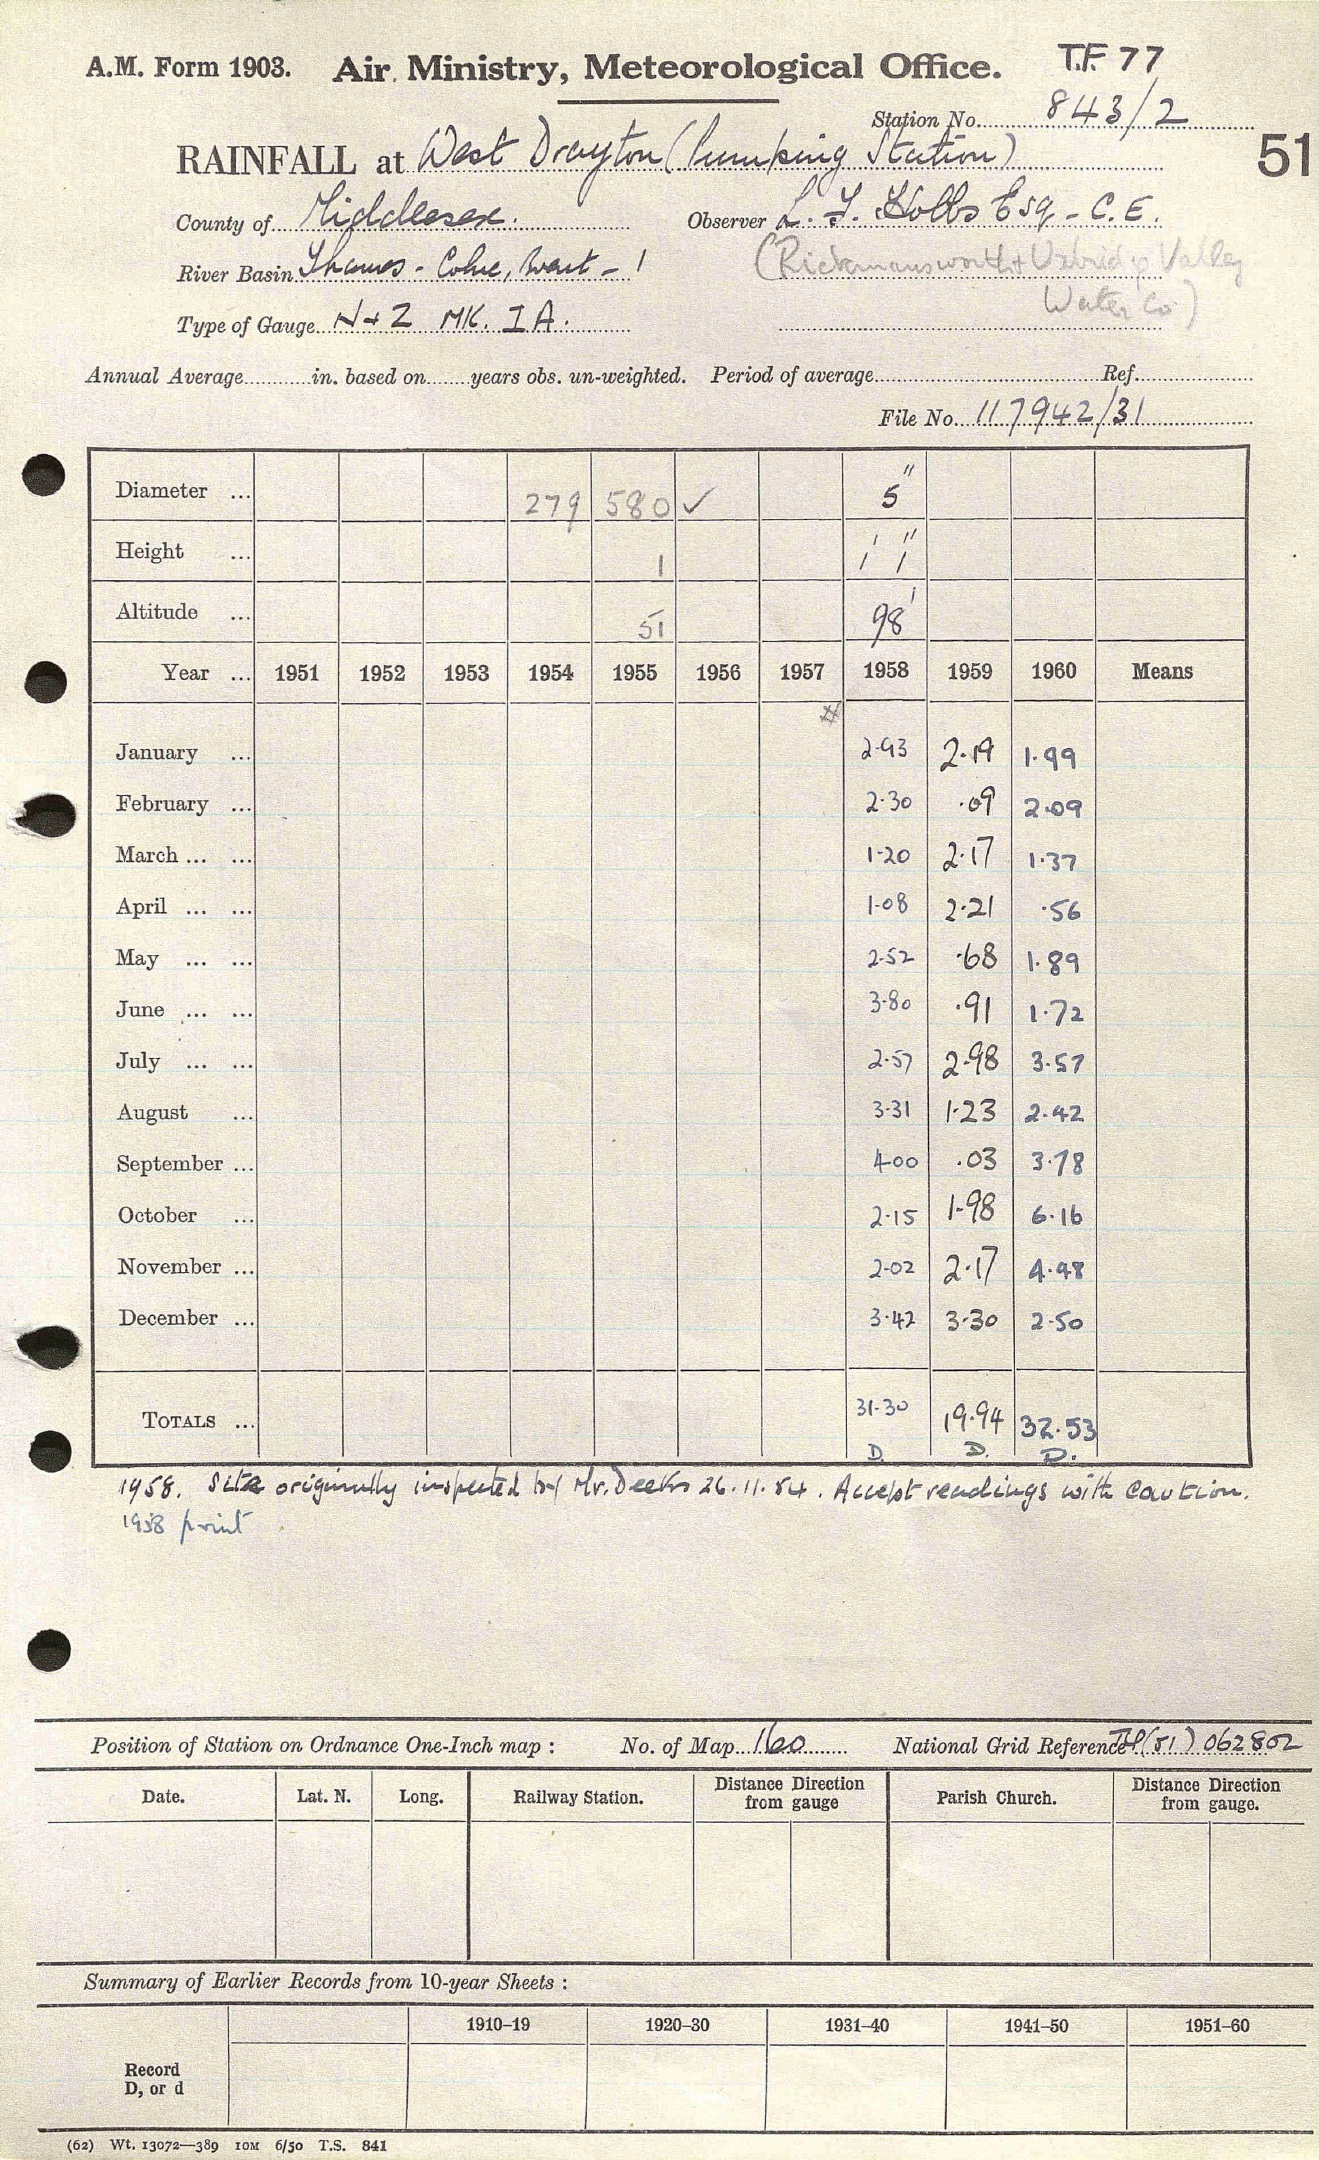 A.M. Form 1903. Air Ministry, Meteorological Office. T.F. 77
Station No. 843/2
RAINFALL at West Drayton (Pumping Station) 51
County of Middlesex. Observer L. J. Hobbs Esq - C.E.
River Basin Thames - Colne, (Rickmansworth + Uxbridge Valley
Water Co)
Type of Gauge N+Z MK. IA.
Annual Average in. based on years obs. un-weighted. Period of average Ref.
File No. 117942/31
Diameter ... 279 580 ✓ 5"
Height ... 1 1' 1"
Altitude ... 51 98'
Year ... 1951 1952 1953 1954 1955 1956 1957 1958 1959 1960 Means
January ... 2.93 2.19 1.99
February ... 2.30 .09 2.09
March ... ... 1.20 2.17 1.37
April ... ... 1.08 2.21 .56
May ... ... 2.52 .68 1.89
June ... ... 3.80 .91 1.72
July ... ... 2.57 2.98 3.57
August ... 3.31 1.23 2.42
September ... 4.00 .03 3.78
October ... 2.15 1.98 6.16
November ... 2.02 2.17 4.48
December ... 3.42 3.30 2.50
TOTALS ... 31.30 19.94 32.53
D. D. D.
1958. Site originally inspected by Mr. Deeks 26.11.54. Accept readings with caution.
1958 print
Position of Station on Ordnance One-Inch map : No. of Map 160 National Grid Reference (51) 062802
Date. Lat. N. Long. Railway Station. Distance Direction from gauge Parish Church. Distance Direction from gauge.
Summary of Earlier Records from 10-year Sheets :
1910-19 1920-30 1931-40 1941-50 1951-60
Record
D, or d
(62) Wt. 13072—389 10M 6/50 T.S. 841